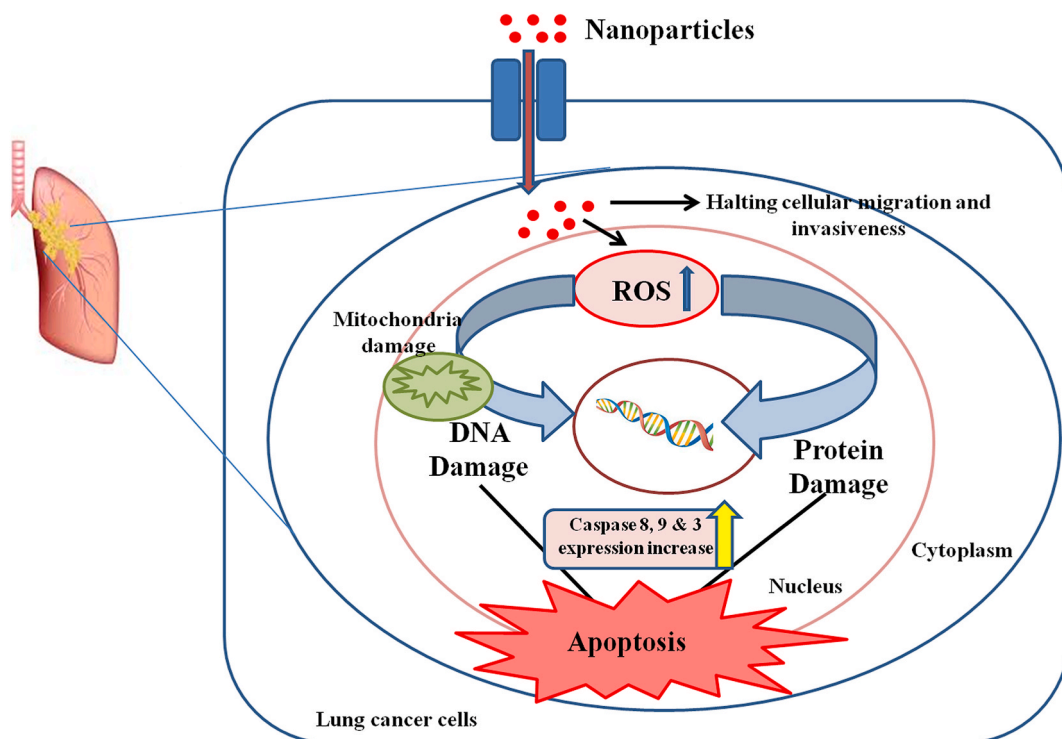 Nanoparticles
Halting cellular migration and
invasiveness
ROS
Mitochondria
damage
DNA
Damage
Protein
Damage
Caspase 8, 9 & 3
expression increase
Cytoplasm
Nucleus
Apoptosis
Lung cancer cells